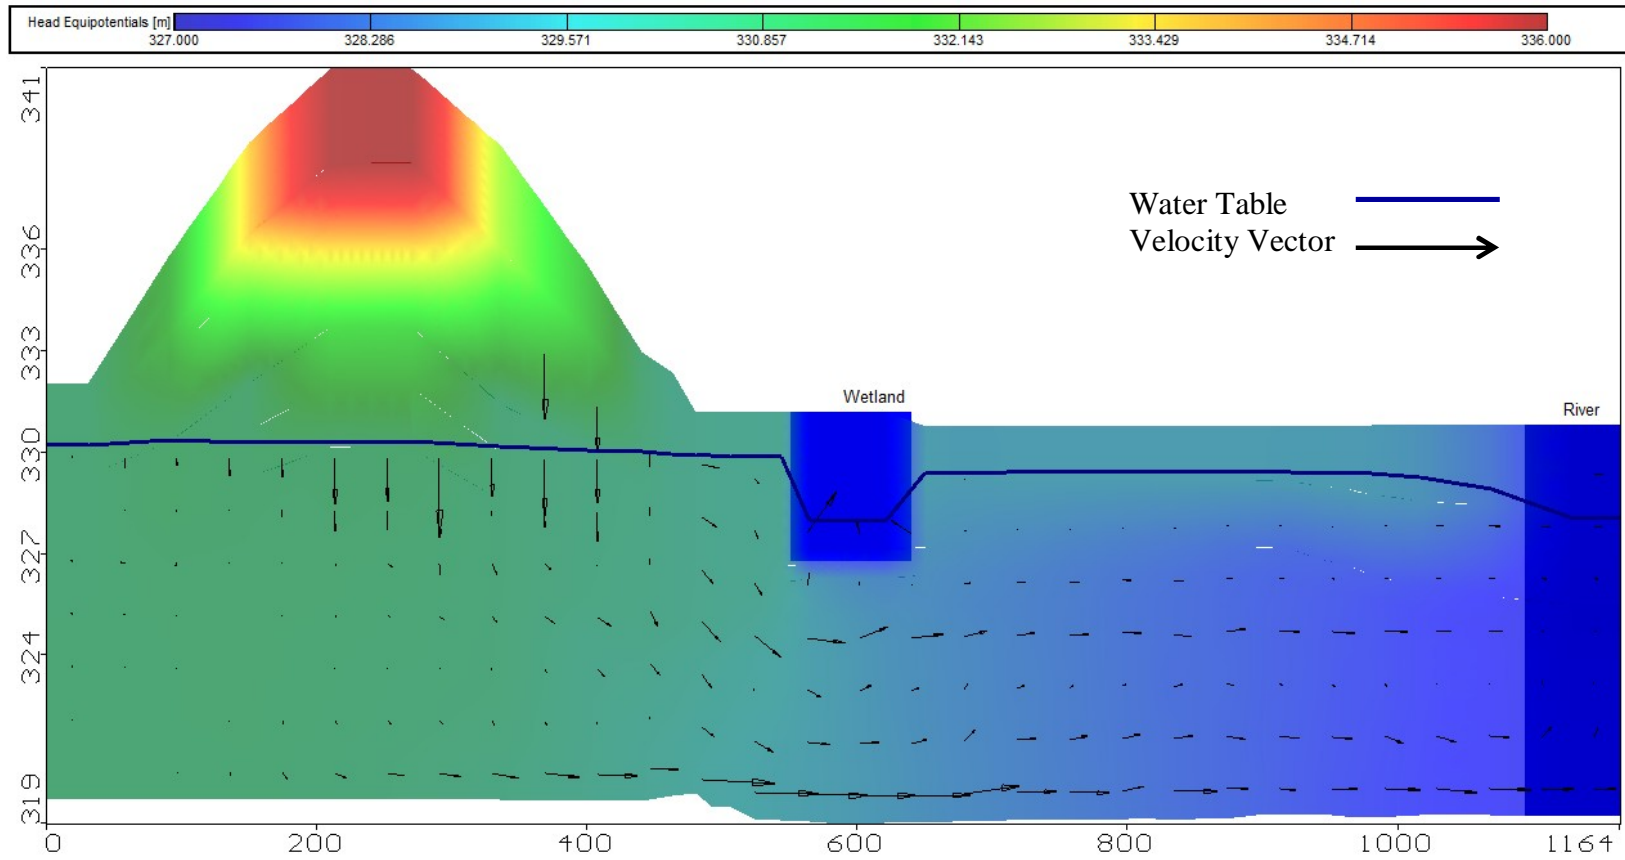 Head Equipotentials [m]
327.000 328.286 329.571 330.857 332.143 333.429 334.714 336.000
341
336
333
330
327
324
319
Water Table
Velocity Vector
Wetland
River
0 200 400 600 800 1000 1164